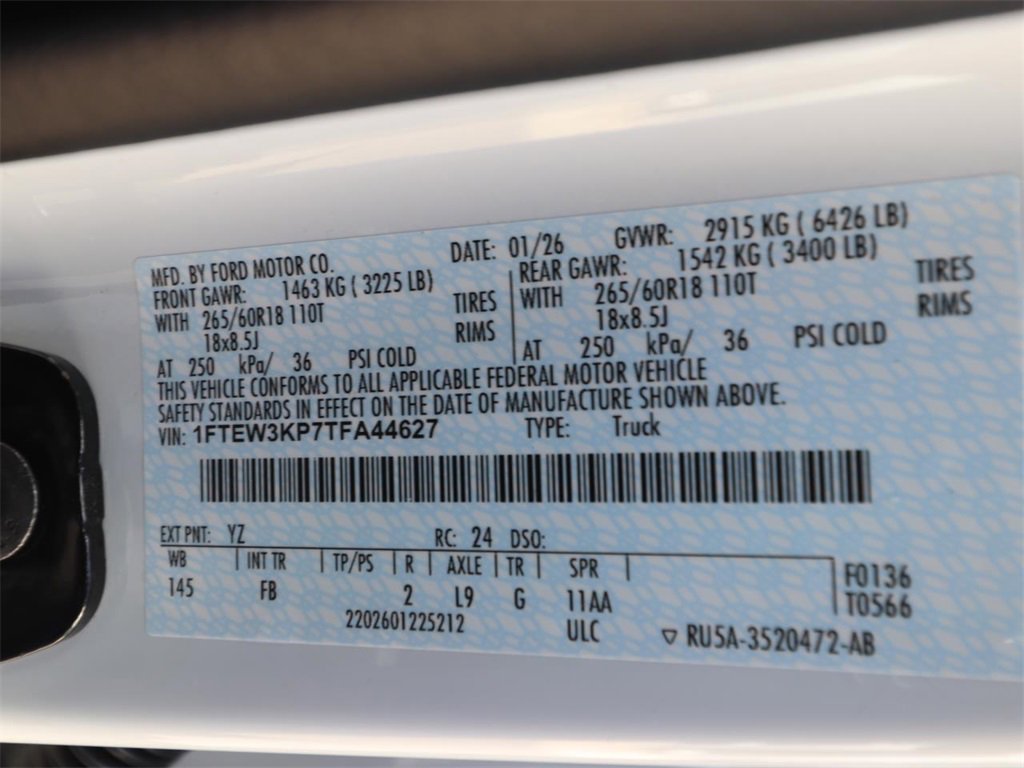 MFD. BY FORD MOTOR CO. DATE: 01/26 GVWR: 2915 KG ( 6426 LB)
FRONT GAWR: 1463 KG ( 3225 LB) REAR GAWR: 1542 KG ( 3400 LB)
WITH 265/60R18 110T TIRES WITH 265/60R18 110T TIRES
18x8.5J RIMS 18x8.5J RIMS
AT 250 kPa/ 36 PSI COLD AT 250 kPa/ 36 PSI COLD
THIS VEHICLE CONFORMS TO ALL APPLICABLE FEDERAL MOTOR VEHICLE
SAFETY STANDARDS IN EFFECT ON THE DATE OF MANUFACTURE SHOWN ABOVE.
VIN: 1FTEW3KP7TFA44627 TYPE: Truck
EXT PNT: YZ RC: 24 DSO:
WB INT TR TP/PS R AXLE TR SPR F0136
145 FB 2 L9 G 11AA T0566
2202601225212 ULC RU5A-3520472-AB